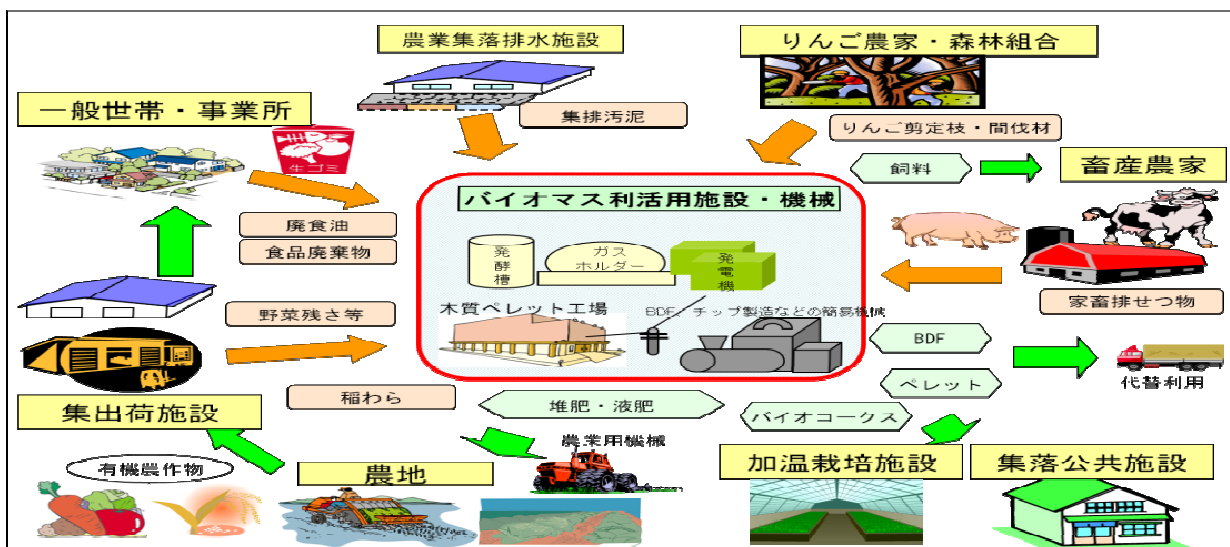 農業集落排水施設
りんご農家・森林組合
一般世帯・事業所
生ゴミ
集排汚泥
りんご剪定枝・間伐材
飼料
畜産農家
バイオマス利活用施設・機械
廃食油
食品廃棄物
発酵槽
ガス
ホルダー
発電機
家畜排せつ物
野菜残さ等
木質ペレット工場
BDF/チップ製造などの簡易機械
BDF
ペレット
代替利用
稲わら
堆肥・液肥
バイオコークス
集出荷施設
農業用機械
有機農作物
農地
加温栽培施設
集落公共施設